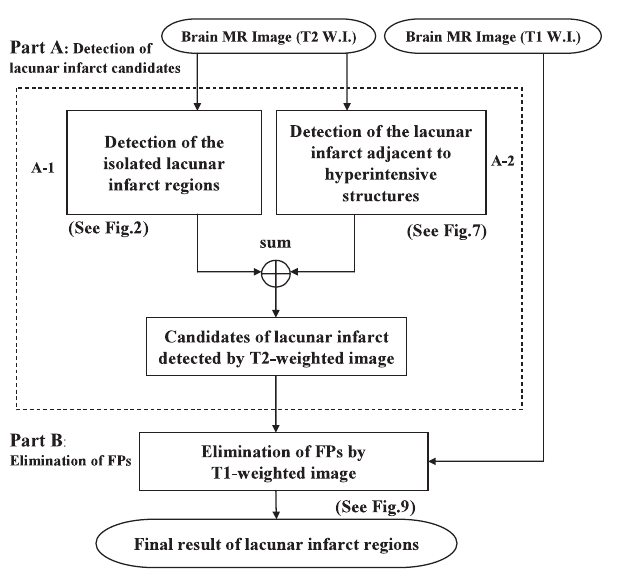 Brain MR Image (T2 W.I.)
Brain MR Image (T1 W.I.)
Part A: Detection of
lacunar infarct candidates
A-1
Detection of the
isolated lacunar
infarct regions
Detection of the lacunar
infarct adjacent to
hyperintensive
structures
A-2
(See Fig.2)
(See Fig.7)
sum
Candidates of lacunar infarct
detected by T2-weighted image
Part B:
Elimination of FPs
Elimination of FPs by
T1-weighted image
(See Fig.9)
Final result of lacunar infarct regions